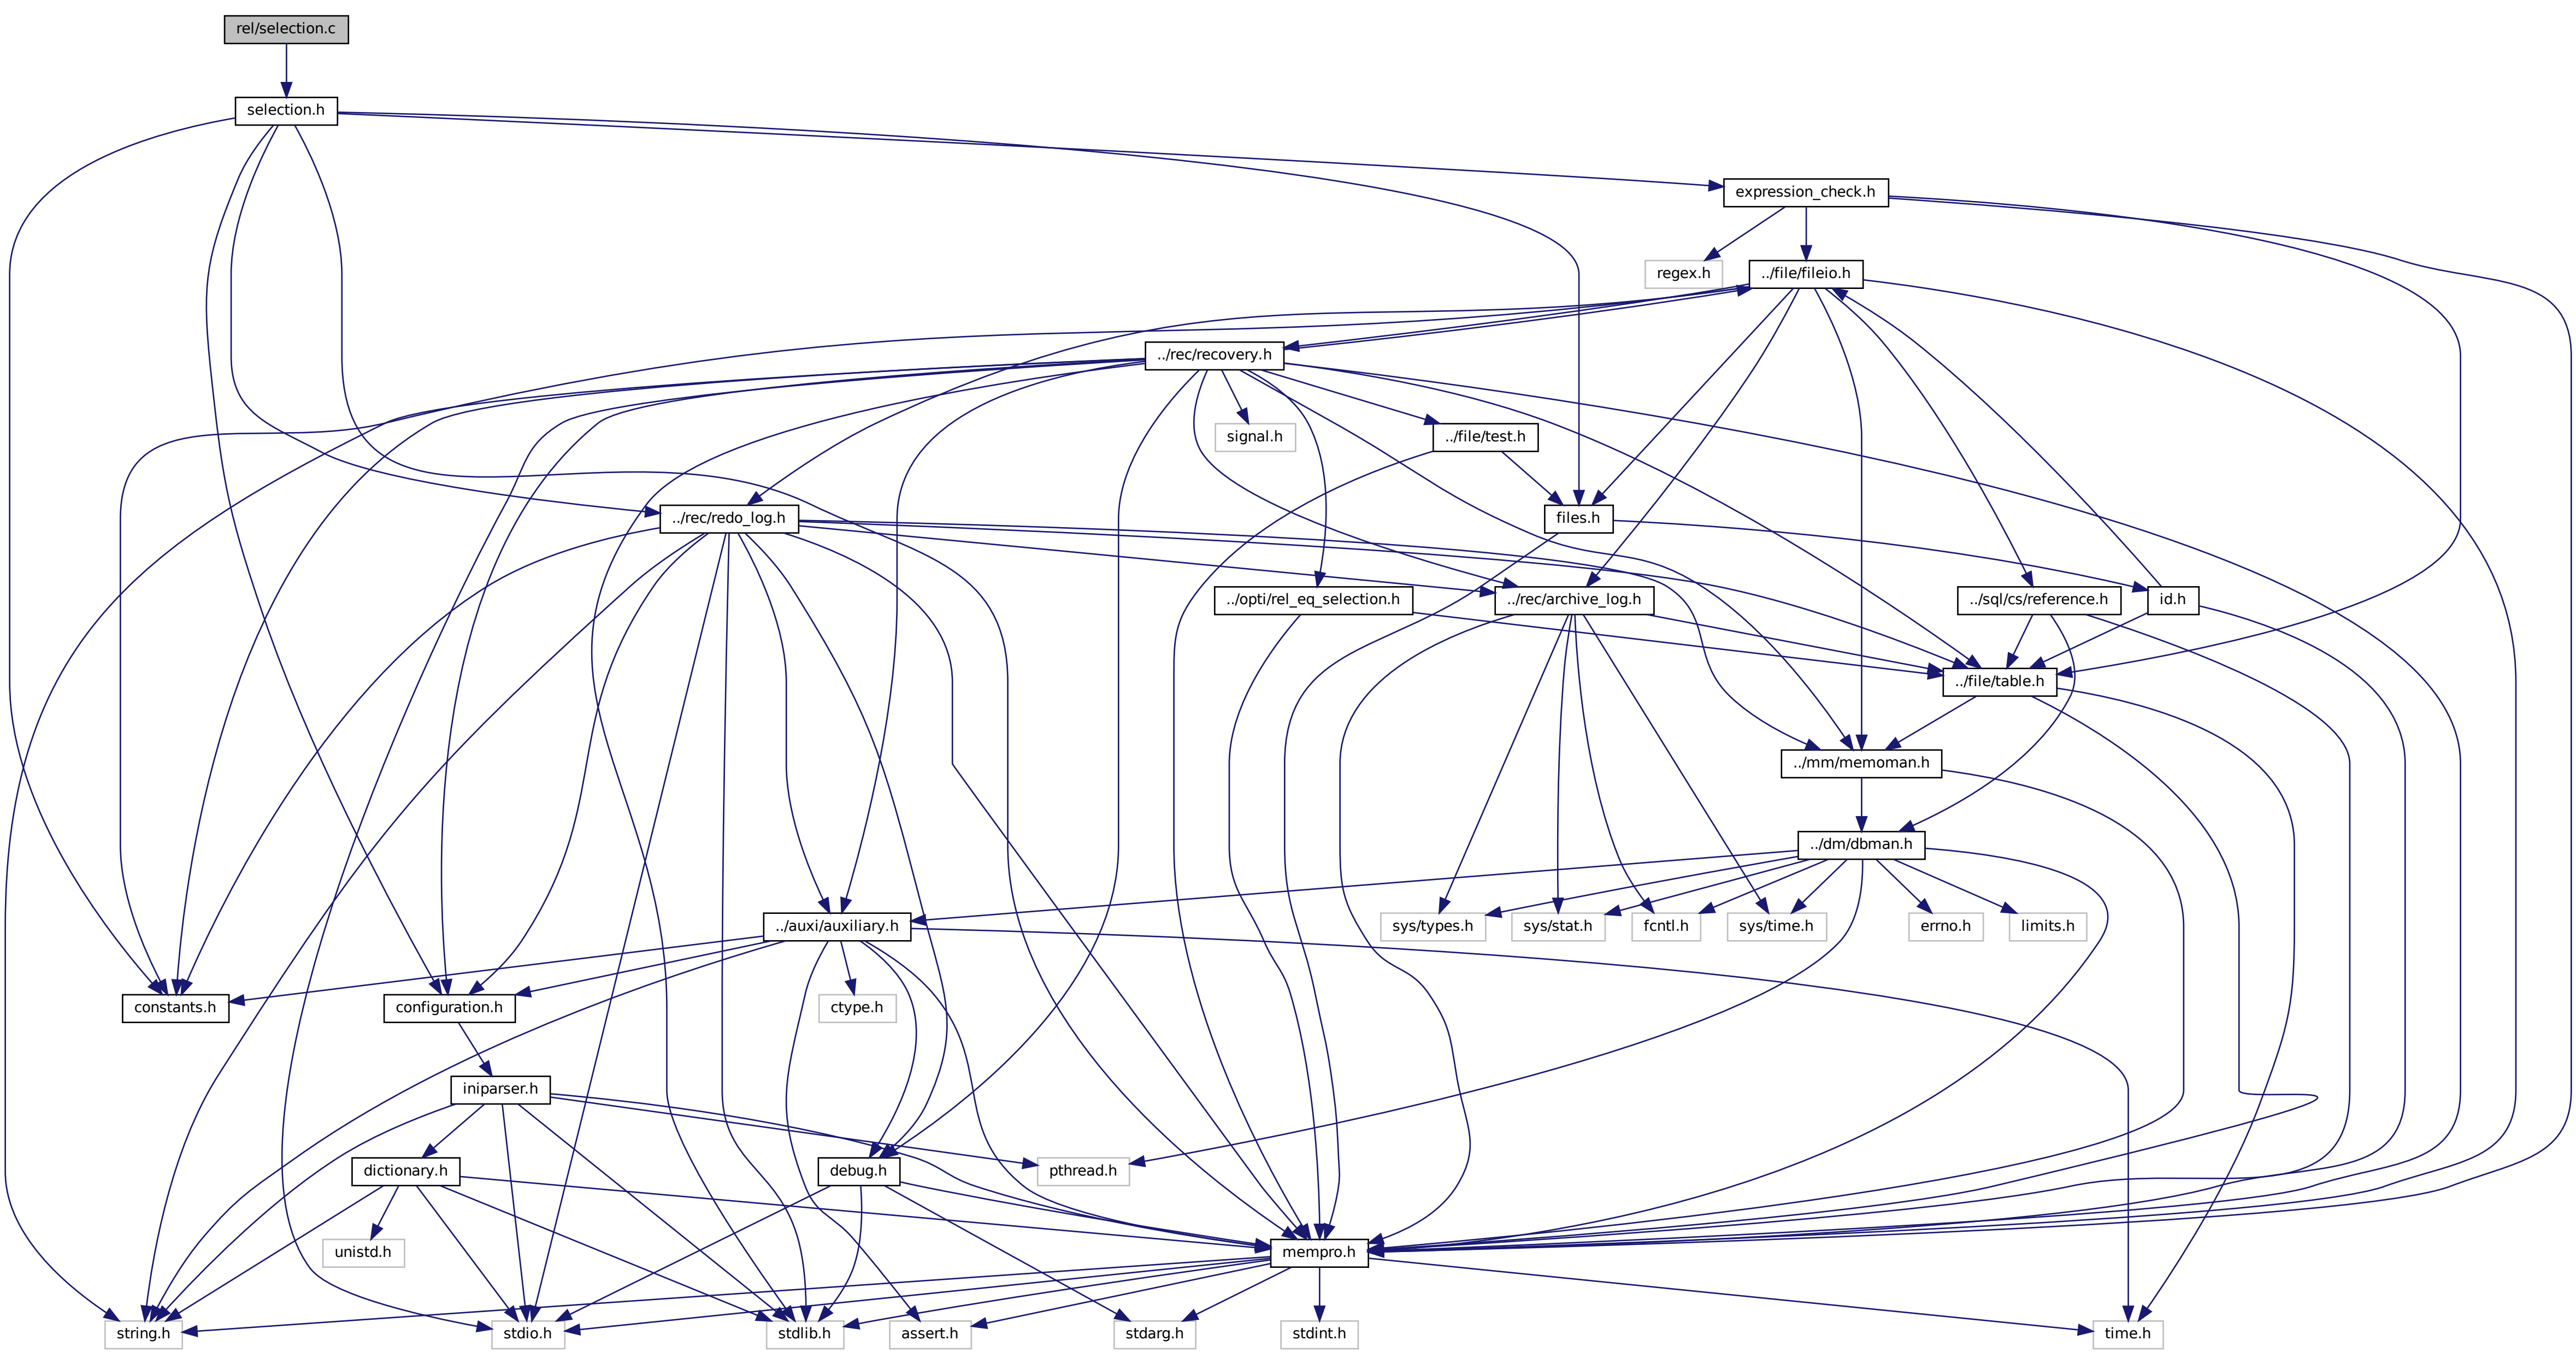 rel/selection.c
selection.h
expression_check.h
regex.h
../file/fileio.h
../rec/recovery.h
signal.h
../file/test.h
../rec/redo_log.h
files.h
../opti/rel_eq_selection.h
../rec/archive_log.h
../sql/cs/reference.h
id.h
../file/table.h
../mm/memoman.h
../dm/dbman.h
../auxi/auxiliary.h
sys/types.h
sys/stat.h
fcntl.h
sys/time.h
errno.h
limits.h
constants.h
configuration.h
ctype.h
iniparser.h
dictionary.h
debug.h
pthread.h
unistd.h
mempro.h
string.h
stdio.h
stdlib.h
assert.h
stdarg.h
stdint.h
time.h